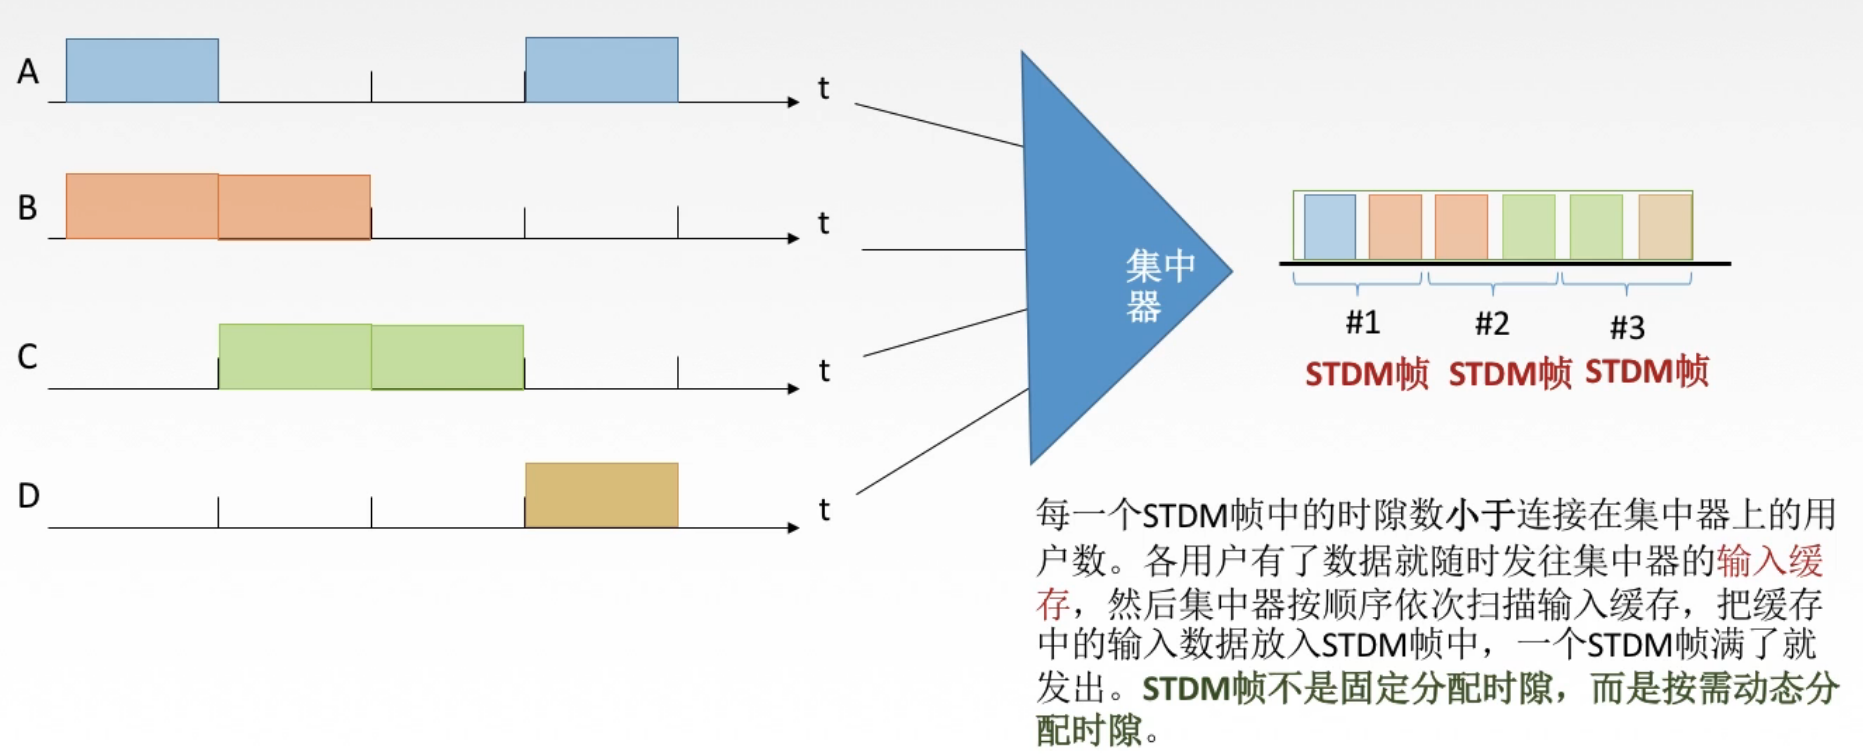 A
t
B
t
C
t
D
t
集中
器
#1
#2
#3
STDM帧
STDM帧
STDM帧
每一个STDM帧中的时隙数小于连接在集中器上的用
户数。各用户有了数据就随时发往集中器的输入缓
存，然后集中器按顺序依次扫描输入缓存，把缓存
中的输入数据放入STDM帧中，一个STDM帧满了就
发出。STDM帧不是固定分配时隙，而是按需动态分
配时隙。